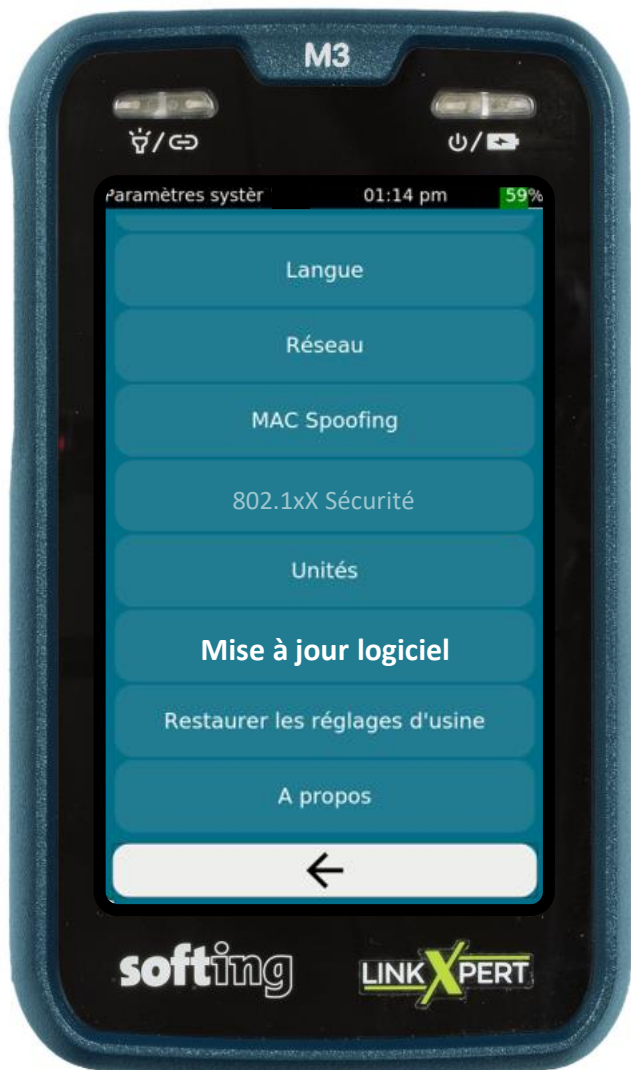 M3
Paramètres systèr 01:14 pm 59%
Langue
Réseau
MAC Spoofing
802.1xX Sécurité
Unités
Mise à jour logiciel
Restaurer les réglages d'usine
A propos
softing LINKXPERT